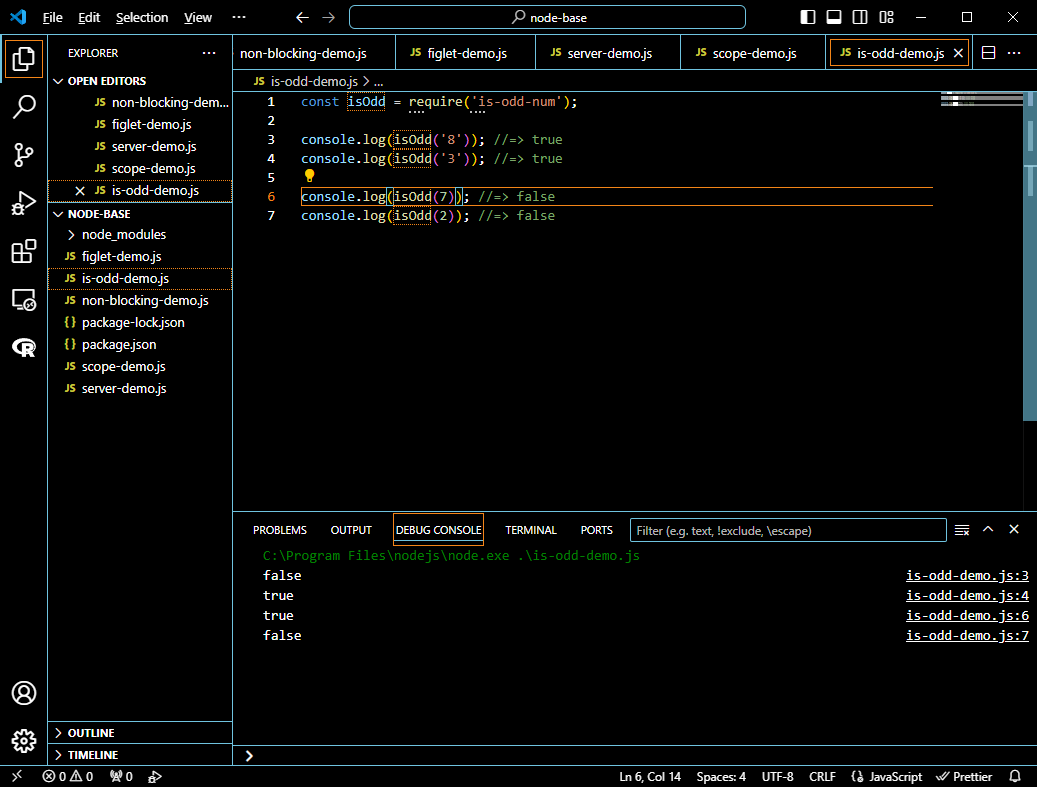 File Edit Selection View ··· node-base
EXPLORER ···
OPEN EDITORS
JS non-blocking-dem...
JS figlet-demo.js
JS server-demo.js
JS scope-demo.js
JS is-odd-demo.js
NODE-BASE
node_modules
JS figlet-demo.js
JS is-odd-demo.js
JS non-blocking-demo.js
{} package-lock.json
{} package.json
JS scope-demo.js
JS server-demo.js
OUTLINE
TIMELINE
non-blocking-demo.js JS figlet-demo.js JS server-demo.js JS scope-demo.js JS is-odd-demo.js ···
JS is-odd-demo.js > ...
1 const isOdd = require('is-odd-num');
2
3 console.log(isOdd('8')); //=> true
4 console.log(isOdd('3')); //=> true
5
6 console.log(isOdd(7)); //=> false
7 console.log(isOdd(2)); //=> false
PROBLEMS OUTPUT DEBUG CONSOLE TERMINAL PORTS Filter (e.g. text, !exclude, \escape)
C:\Program Files\nodejs\node.exe .\is-odd-demo.js
false is-odd-demo.js:3
true is-odd-demo.js:4
true is-odd-demo.js:6
false is-odd-demo.js:7
0 0 0 Ln 6, Col 14 Spaces: 4 UTF-8 CRLF {} JavaScript Prettier